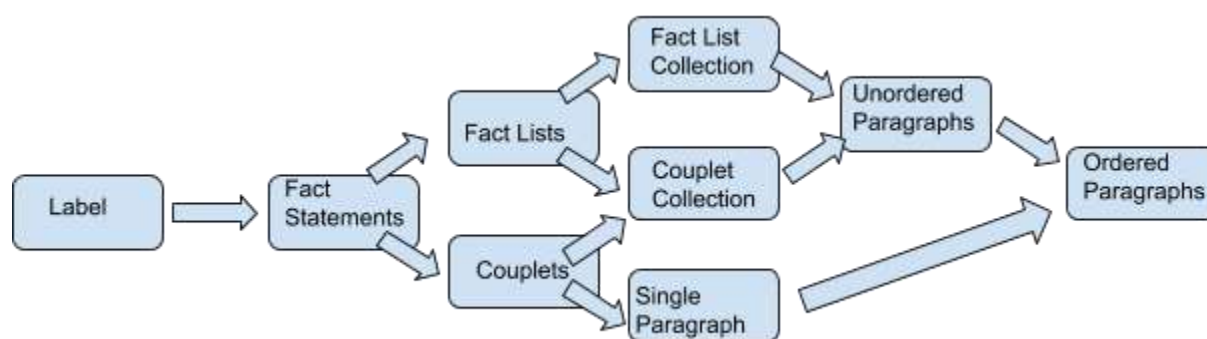 Label
Fact
Statements
Fact Lists
Couplets
Fact List
Collection
Couplet
Collection
Single
Paragraph
Unordered
Paragraphs
Ordered
Paragraphs